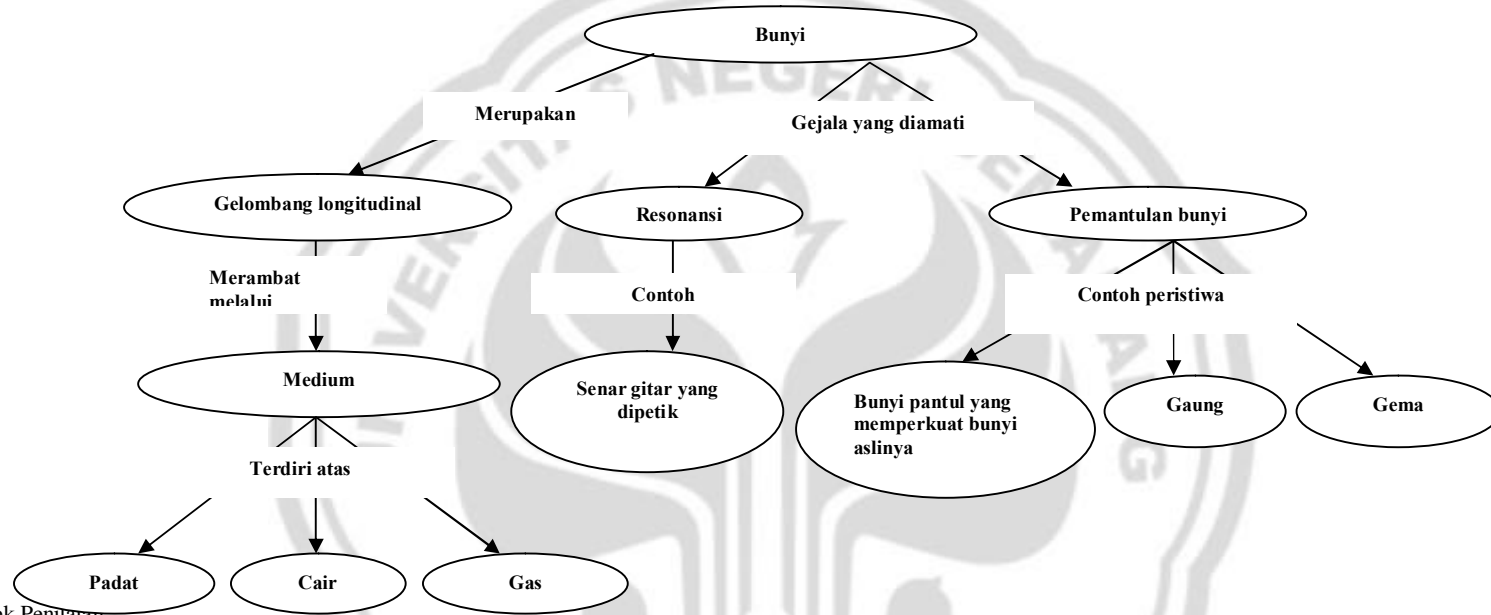 Bunyi
Merupakan
Gejala yang diamati
Gelombang longitudinal
Resonansi
Pemantulan bunyi
Merambat
melalui
Contoh
Contoh peristiwa
Medium
Senar gitar yang
dipetik
Bunyi pantul yang
memperkuat bunyi
aslinya
Gaung
Gema
Terdiri atas
Padat
Cair
Gas